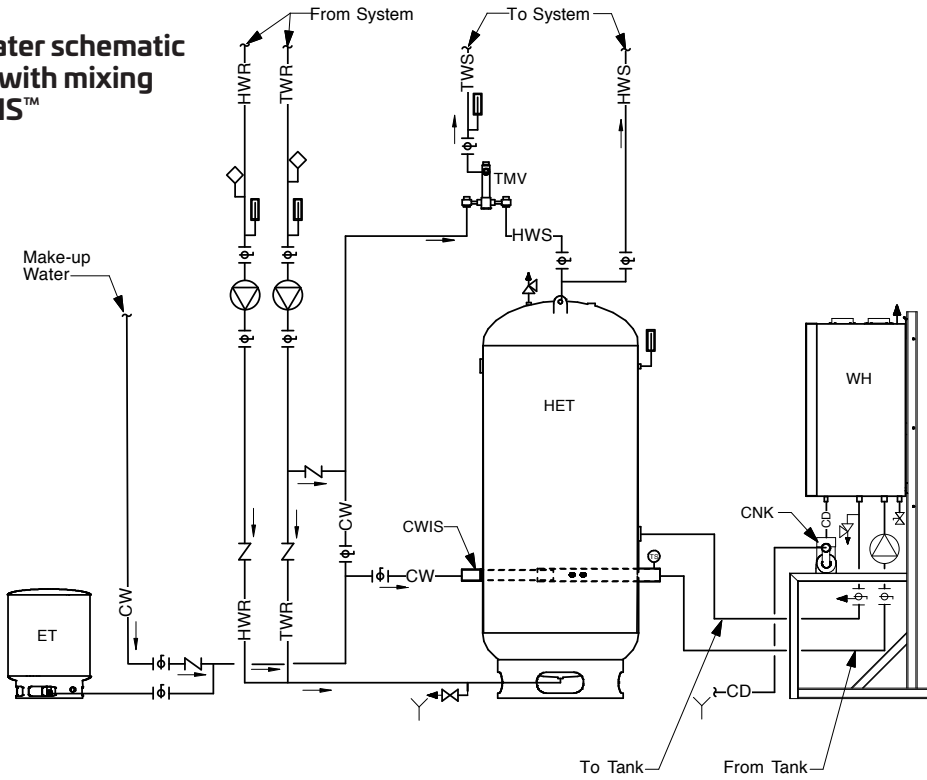 ater schematic
with mixing
IS™
From System
To System
HWR
TWR
TWS
HWS
TMV
HWS
Make-up
Water
HET
WH
CW
CWIS
CW
TS
CD
CNK
CW
HWR
TWR
ET
CD
To Tank
From Tank